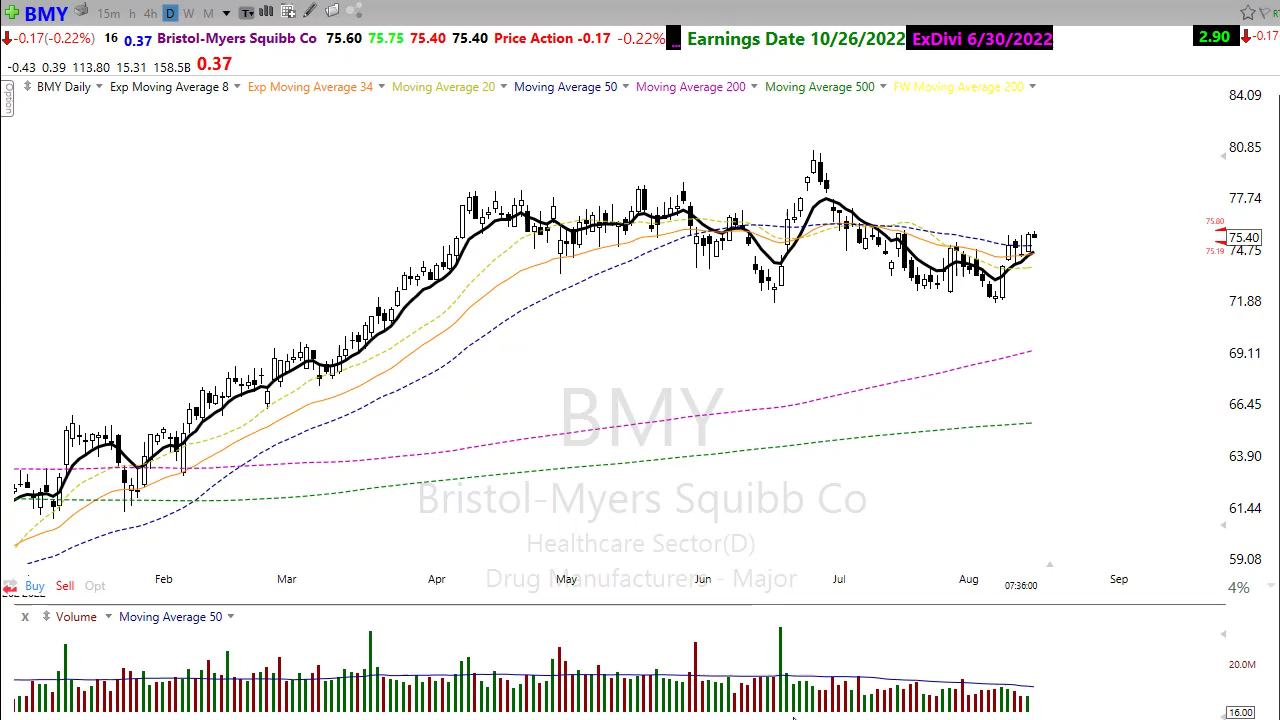 BMY 15m h 4h D W M T
-0.17(-0.22%) 16 0.37 Bristol-Myers Squibb Co 75.60 75.75 75.40 75.40 Price Action -0.17 -0.22% ... Earnings Date 10/26/2022 ExDivi 6/30/2022 2.90 -0.17
-0.43 0.39 113.80 15.31 158.5B 0.37
Option
BMY Daily Exp Moving Average 8 Exp Moving Average 34 Moving Average 20 Moving Average 50 Moving Average 200 Moving Average 500 FW Moving Average 200
84.09
80.85
77.74
75.80
75.40
75.19
74.75
71.88
69.11
66.45
63.90
61.44
59.08
BMY
Bristol-Myers Squibb Co
Healthcare Sector(D)
Drug Manufacturers - Major
Feb Mar Apr May Jun Jul Aug Sep
Buy Sell Opt 07:36:00 4%
X Volume Moving Average 50
20.0M
16.00